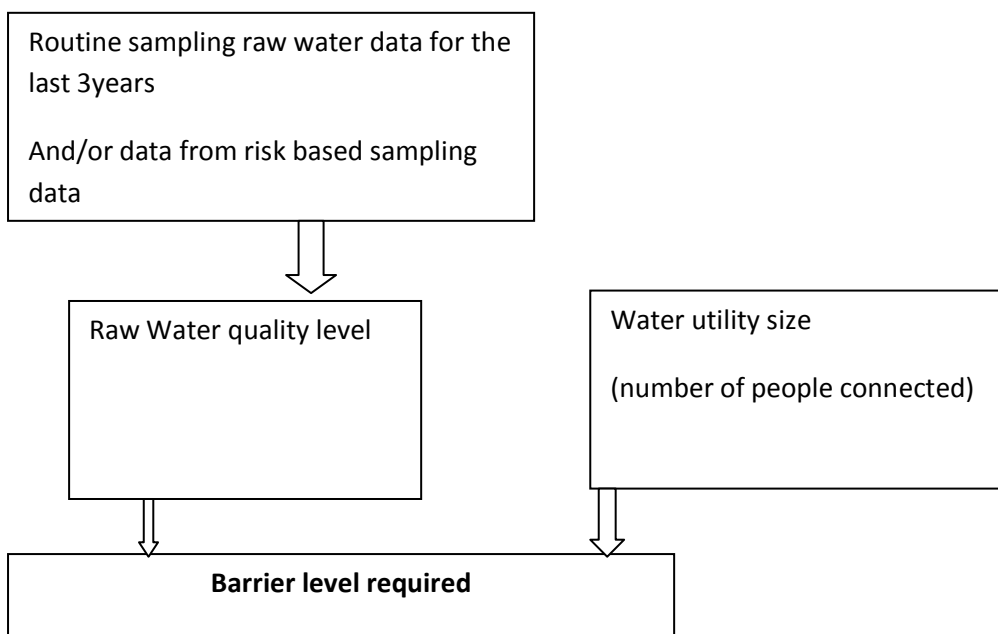 Routine sampling raw water data for the
last 3years
And/or data from risk based sampling
data
Raw Water quality level
Water utility size
(number of people connected)
Barrier level required